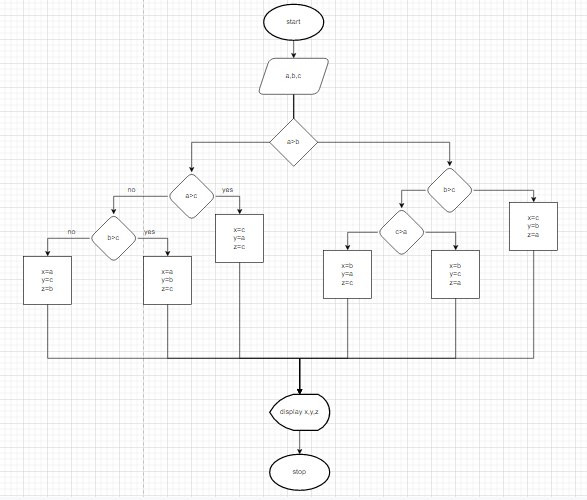 start
a,b,c
a>b
a>c
no
yes
b>c
b>c
no
yes
c>a
x=c
y=b
z=a
x=c
y=a
z=c
x=a
y=c
z=b
x=a
y=b
z=c
x=b
y=a
z=c
x=b
y=c
z=a
display x,y,z
stop